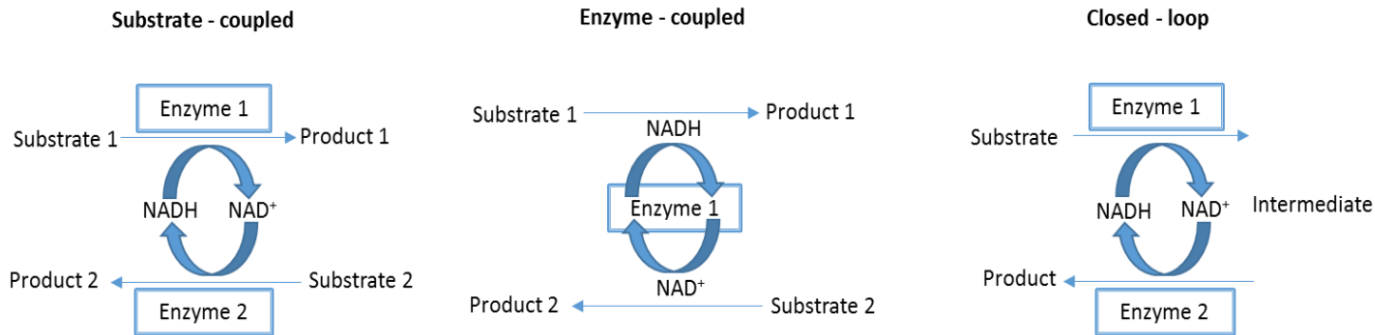 Substrate - coupled
Enzyme 1
Substrate 1
Product 1
NADH
NAD⁺
Product 2
Substrate 2
Enzyme 2
Enzyme - coupled
Substrate 1
Product 1
NADH
Enzyme 1
NAD⁺
Product 2
Substrate 2
Closed - loop
Enzyme 1
Substrate
NADH
NAD⁺
Intermediate
Product
Enzyme 2